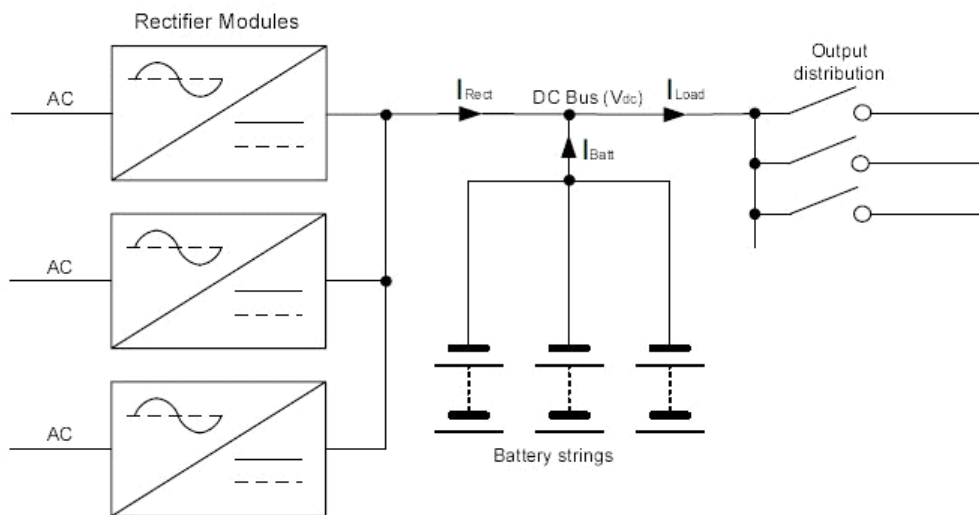 Rectifier Modules
AC
AC
AC
IRect
DC Bus (Vdc)
ILoad
IBatt
Output
distribution
Battery strings